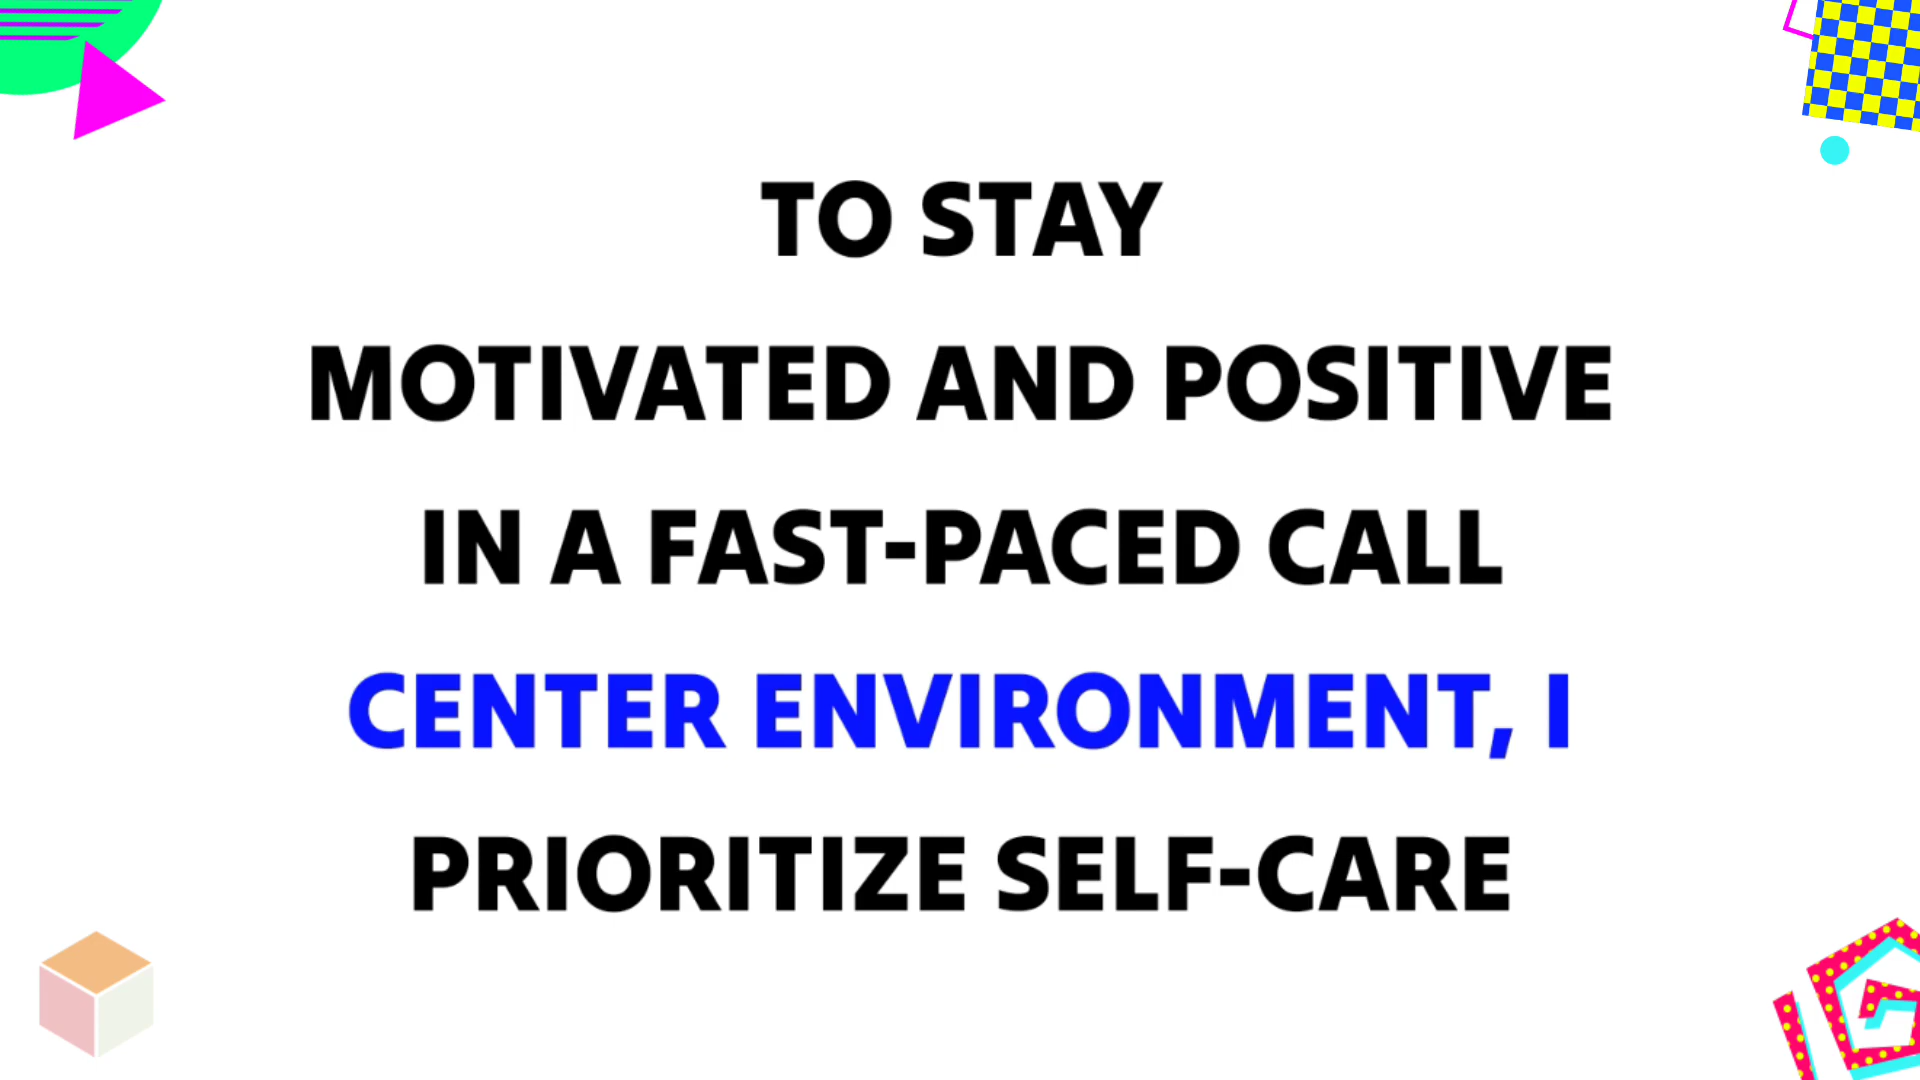 TO STAY
MOTIVATED AND POSITIVE
IN A FAST-PACED CALL
CENTER ENVIRONMENT, I
PRIORITIZE SELF-CARE